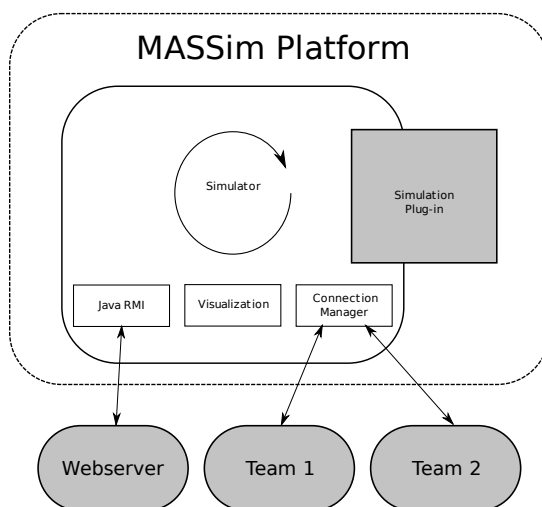 MASSim Platform
Simulator
Simulation
Plug-in
Java RMI
Visualization
Connection
Manager
Webserver
Team 1
Team 2